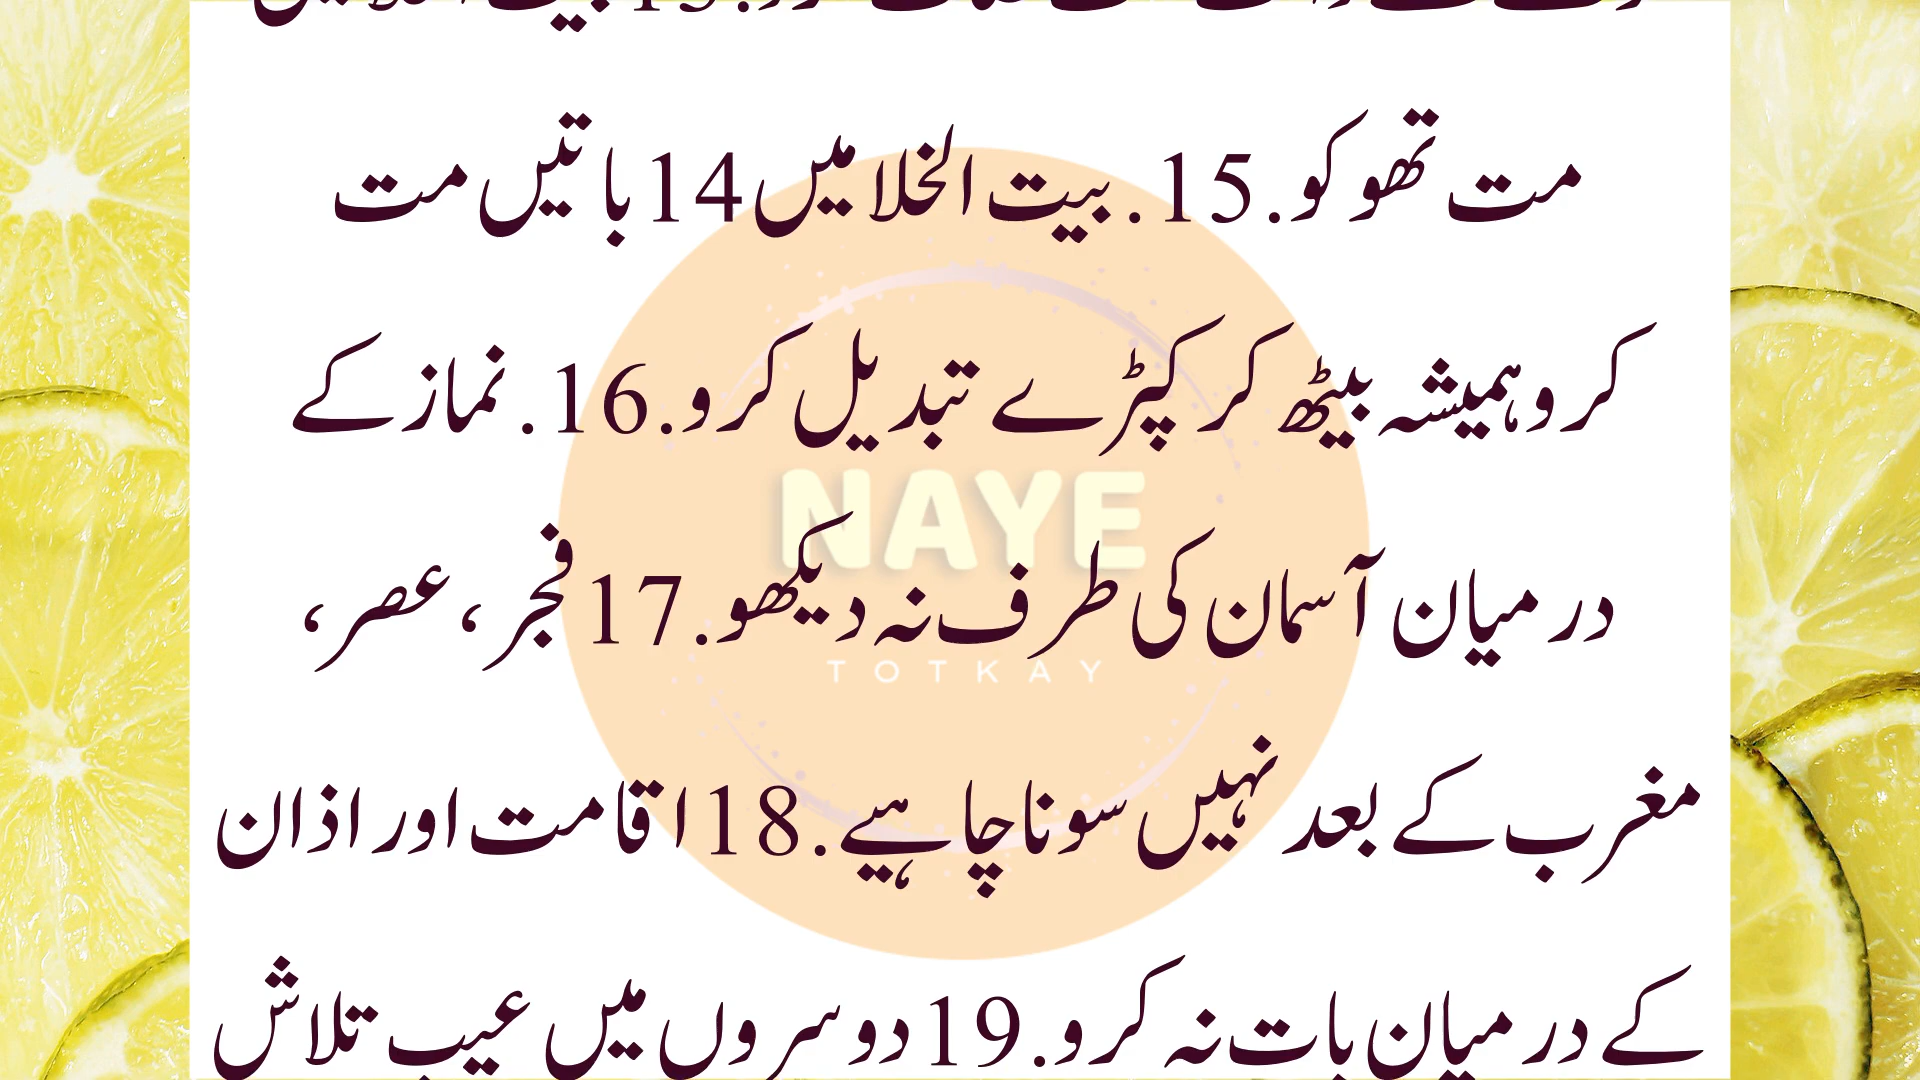 مت تھوکو. 15. بیت الخلا میں 14 باتیں مت
کرو ہمیشہ بیٹھ کر کپڑے تبدیل کرو. 16. نماز کے
درمیان آسمان کی طرف نہ دیکھو. 17 فجر، عصر،
مغرب کے بعد نہیں سونا چاہیے. 18 اقامت اور اذان
کے درمیان بات نہ کرو. 19 دوسروں میں عیب تلاش
NAYE
TOTKAY